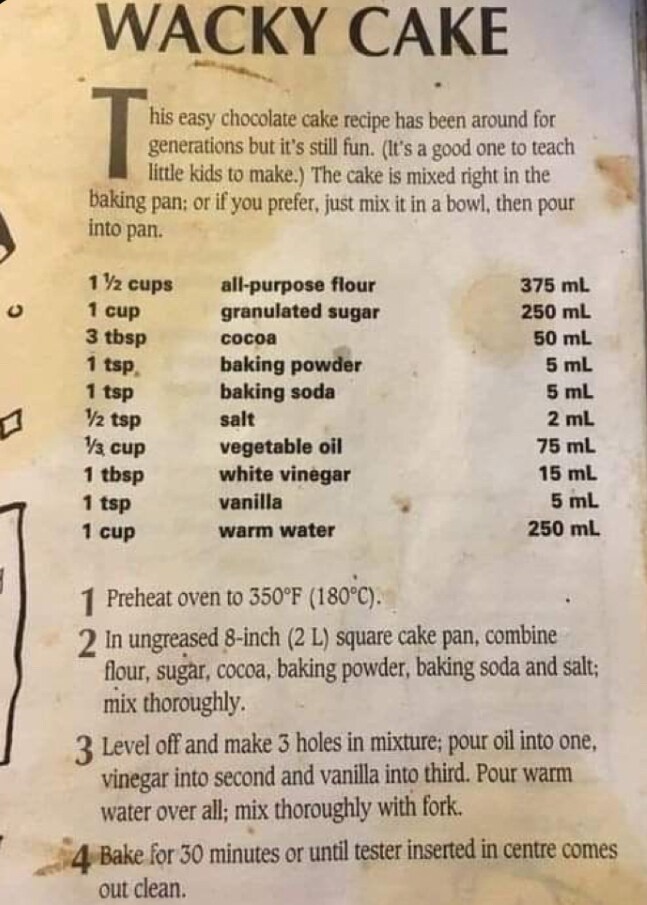 WACKY CAKE
This easy chocolate cake recipe has been around for
generations but it's still fun. (It's a good one to teach
little kids to make.) The cake is mixed right in the
baking pan; or if you prefer, just mix it in a bowl, then pour
into pan.
1 ½ cups all-purpose flour 375 mL
1 cup granulated sugar 250 mL
3 tbsp cocoa 50 mL
1 tsp baking powder 5 mL
1 tsp baking soda 5 mL
½ tsp salt 2 mL
⅓ cup vegetable oil 75 mL
1 tbsp white vinegar 15 mL
1 tsp vanilla 5 mL
1 cup warm water 250 mL
1 Preheat oven to 350°F (180°C).
2 In ungreased 8-inch (2 L) square cake pan, combine
flour, sugar, cocoa, baking powder, baking soda and salt;
mix thoroughly.
3 Level off and make 3 holes in mixture; pour oil into one,
vinegar into second and vanilla into third. Pour warm
water over all; mix thoroughly with fork.
4 Bake for 30 minutes or until tester inserted in centre comes
out clean.